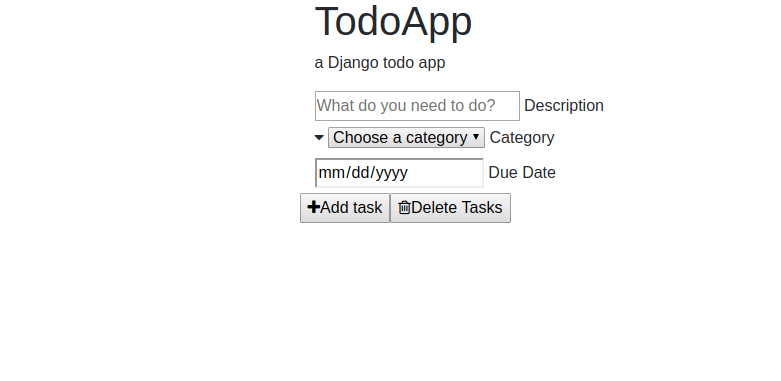 TodoApp
a Django todo app
What do you need to do? Description
Choose a category Category
mm/dd/yyyy Due Date
Add task Delete Tasks